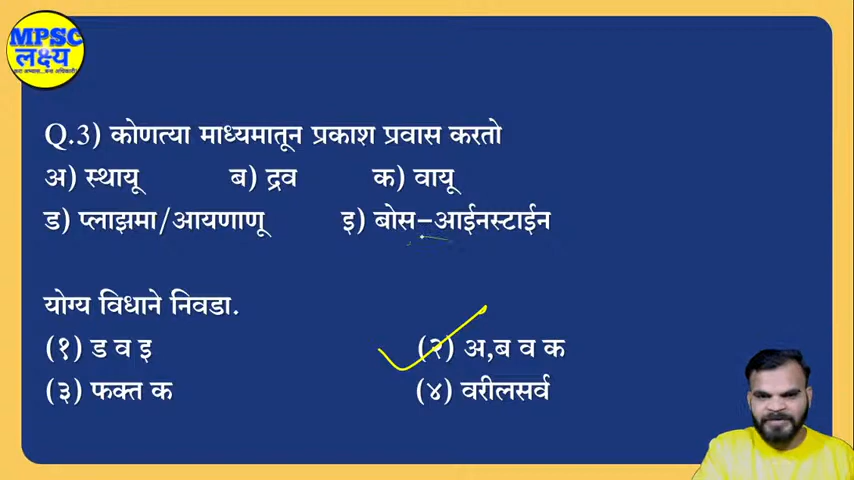 MPSC
लक्ष्य
Q.3) कोणत्या माध्यमातून प्रकाश प्रवास करतो
अ) स्थायू ब) द्रव क) वायू
ड) प्लाझमा/आयणाणू इ) बोस-आईनस्टाईन
योग्य विधाने निवडा.
(१) ड व इ (२) अ,ब व क
(३) फक्त क (४) वरीलसर्व